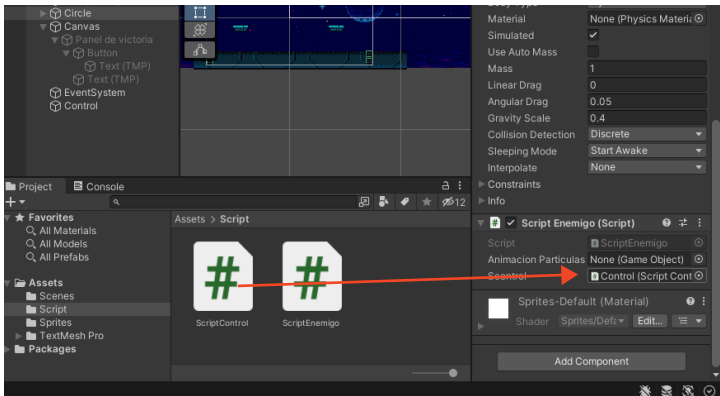 Circle
Canvas
Panel de victoria
Button
Text (TMP)
Text (TMP)
EventSystem
Control
Material
None (Physics Materia
Simulated
Use Auto Mass
Mass
1
Linear Drag
0
Angular Drag
0.05
Gravity Scale
0.4
Collision Detection
Discrete
Sleeping Mode
Start Awake
Interpolate
None
Constraints
Info
Project
Console
12
Favorites
All Materials
All Models
All Prefabs
Assets
Scenes
Script
Sprites
TextMesh Pro
Packages
Assets > Script
ScriptControl
ScriptEnemigo
Script Enemigo (Script)
Script
ScriptEnemigo
Animacion Particulas
None (Game Object)
Scontrol
Control (Script Cont
Sprites-Default (Material)
Shader
Sprites/Defa
Edit...
Add Component